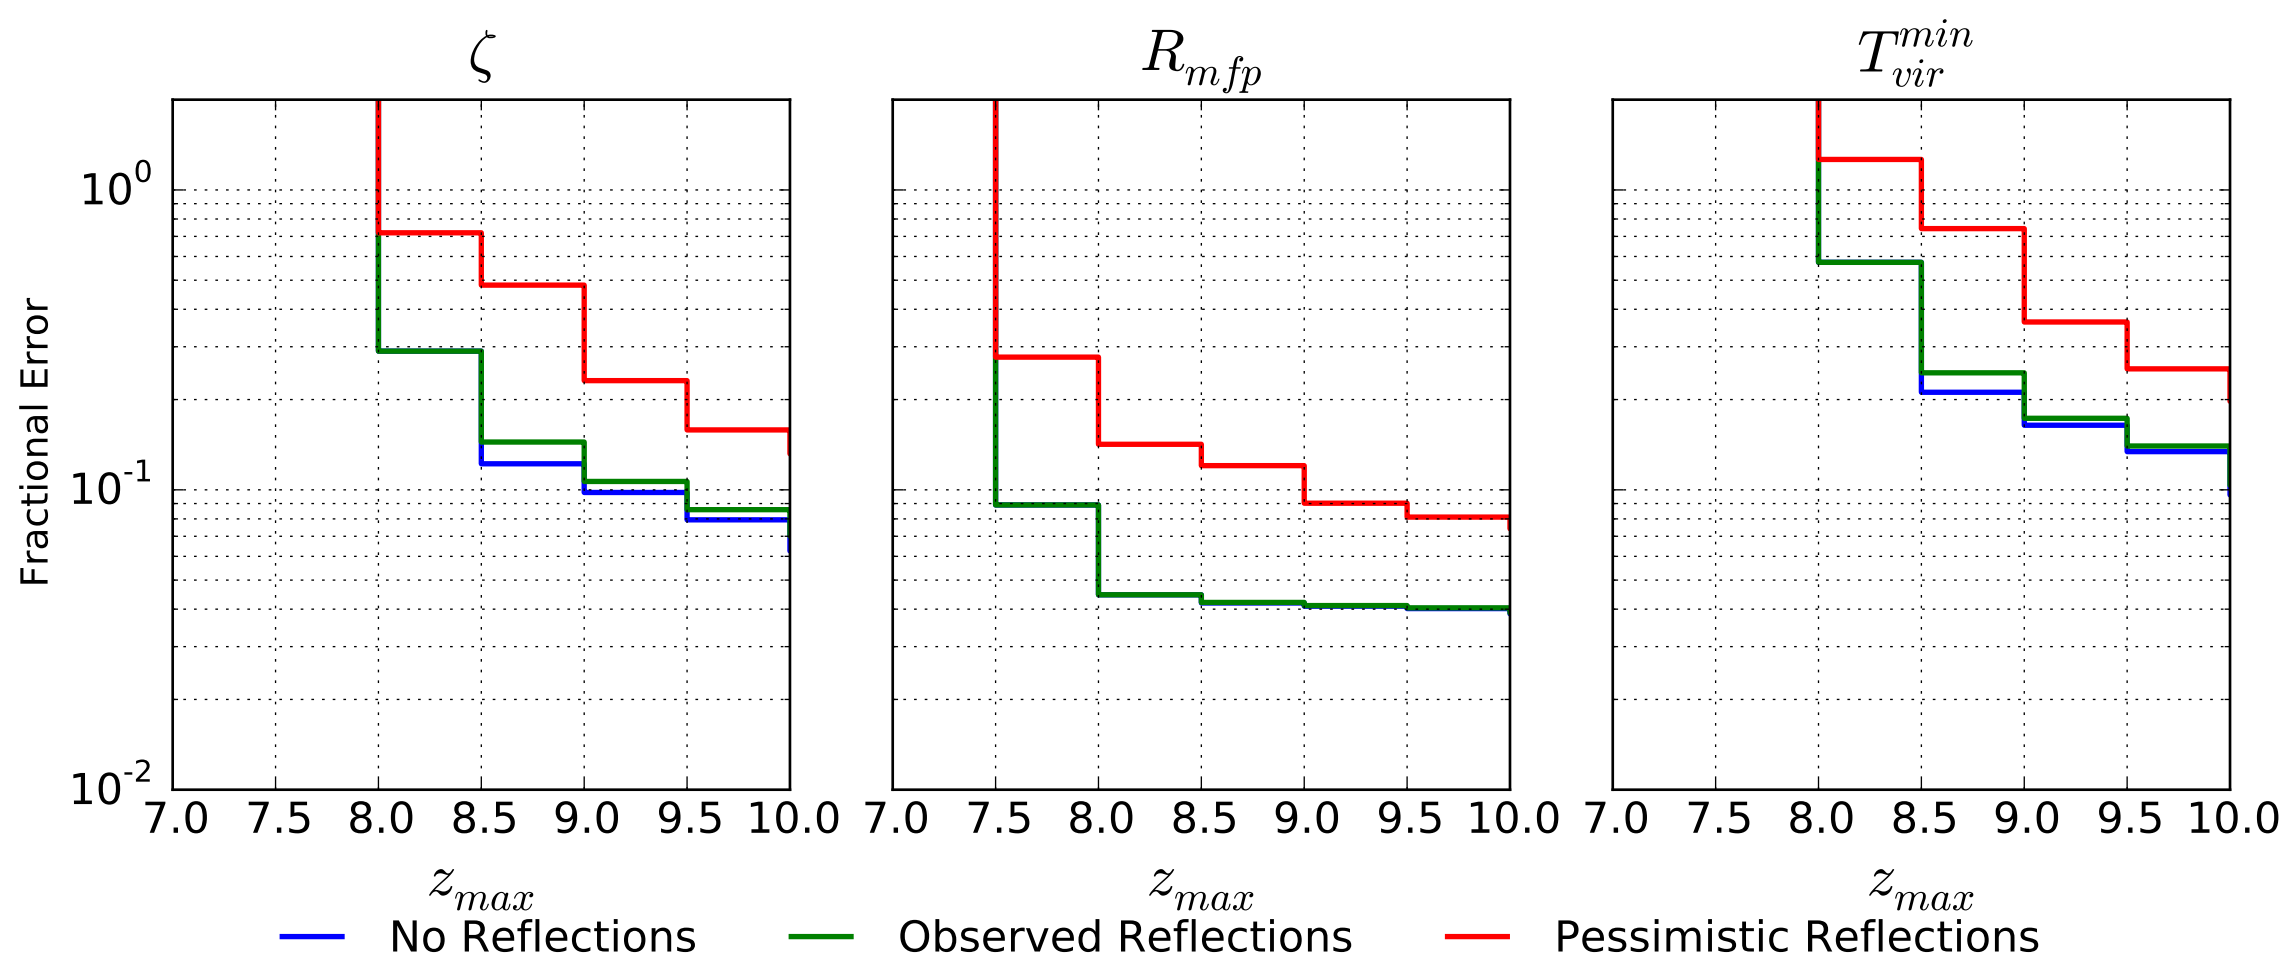 ζ R_mfp T_vir^min
Fractional Error
10^0
10^-1
10^-2
7.0 7.5 8.0 8.5 9.0 9.5 10.0 7.0 7.5 8.0 8.5 9.0 9.5 10.0 7.0 7.5 8.0 8.5 9.0 9.5 10.0
z_max z_max z_max
No Reflections Observed Reflections Pessimistic Reflections